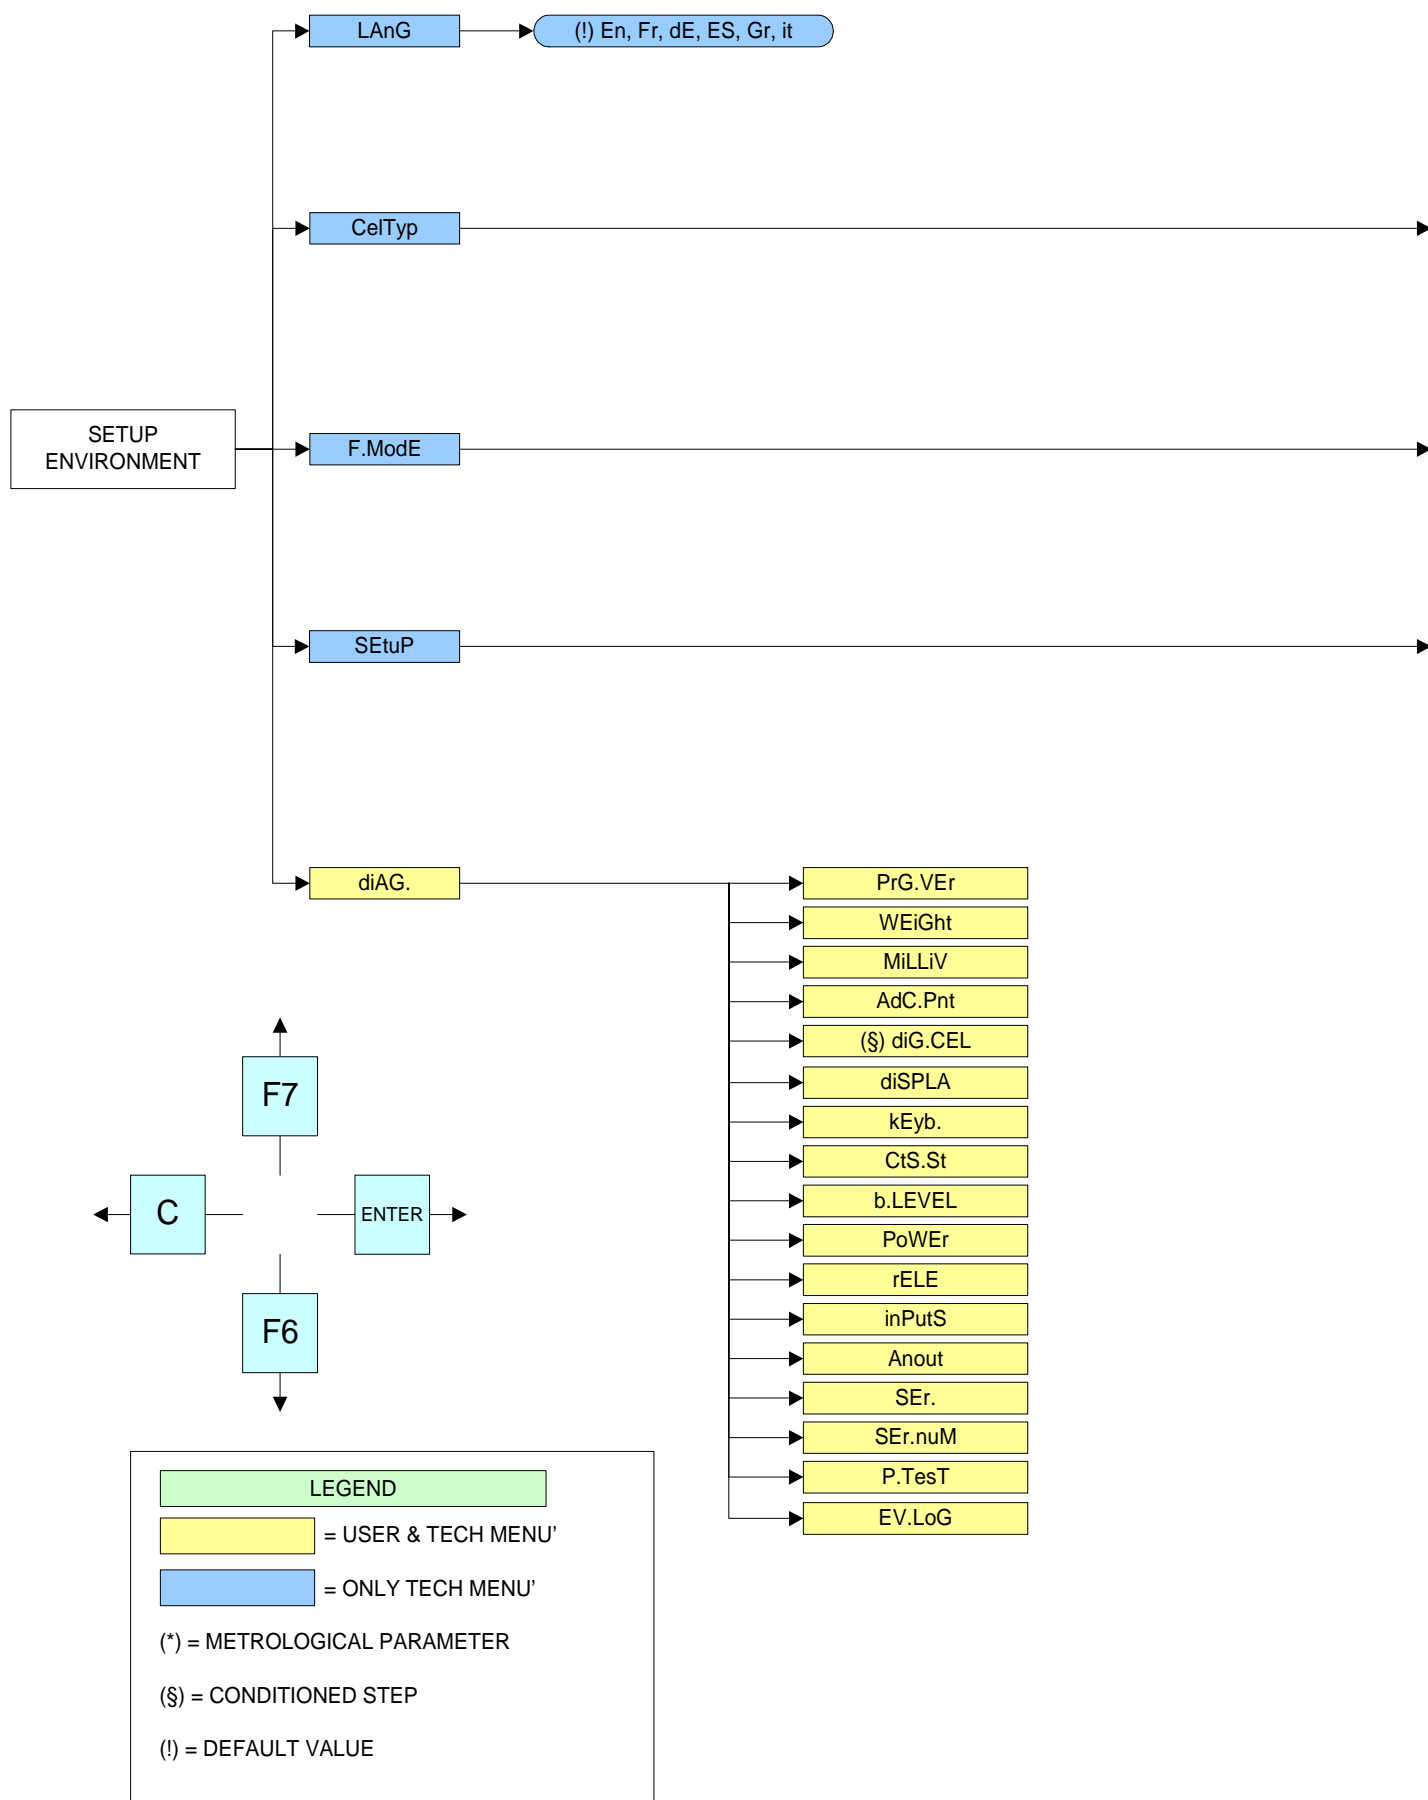 LAnG
(!) En, Fr, dE, ES, Gr, it
CelTyp
SETUP
ENVIRONMENT
F.ModE
SEtuP
diAG.
PrG.VEr
WEiGht
MiLLiV
AdC.Pnt
(§) diG.CEL
diSPLA
kEyb.
CtS.St
b.LEVEL
PoWEr
rELE
inPutS
Anout
SEr.
SEr.nuM
P.TesT
EV.LoG
F7
C
ENTER
F6
LEGEND
= USER & TECH MENU’
= ONLY TECH MENU’
(*) = METROLOGICAL PARAMETER
(§) = CONDITIONED STEP
(!) = DEFAULT VALUE